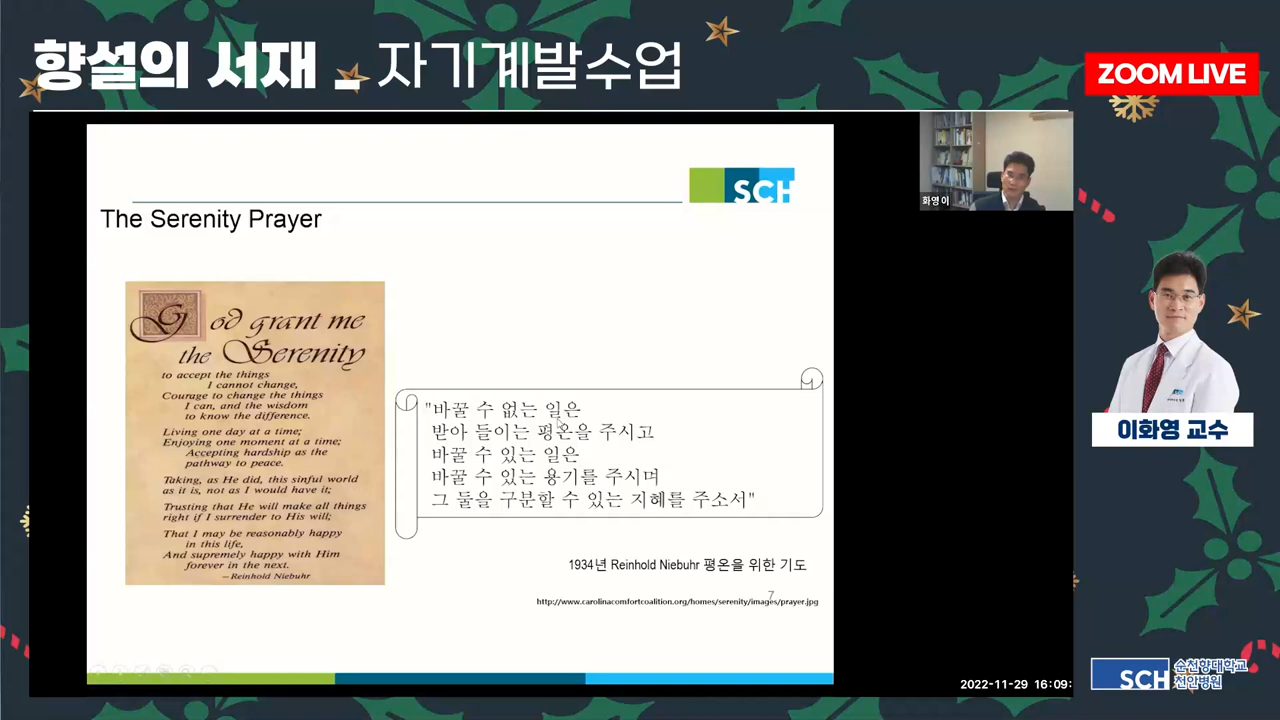 향설의 서재 _ 자기계발수업
ZOOM LIVE
SCH
화영이
The Serenity Prayer
God grant me
the Serenity
to accept the things
I cannot change,
Courage to change the things
I can, and the wisdom
to know the difference.
Living one day at a time;
Enjoying one moment at a time;
Accepting hardship as the
pathway to peace.
Taking, as He did, this sinful world
as it is, not as I would have it;
Trusting that He will make all things
right if I surrender to His will;
That I may be reasonably happy
in this life,
And supremely happy with Him
forever in the next.
—Reinhold Niebuhr
"바꿀 수 없는 일은
받아 들이는 평온을 주시고
바꿀 수 있는 일은
바꿀 수 있는 용기를 주시며
그 둘을 구분할 수 있는 지혜를 주소서"
1934년 Reinhold Niebuhr 평온을 위한 기도
http://www.carolinacomfortcoalition.org/homes/serenity/images/prayer.jpg
7
이화영 교수
2022-11-29 16:09:
SCH 순천향대학교
천안병원